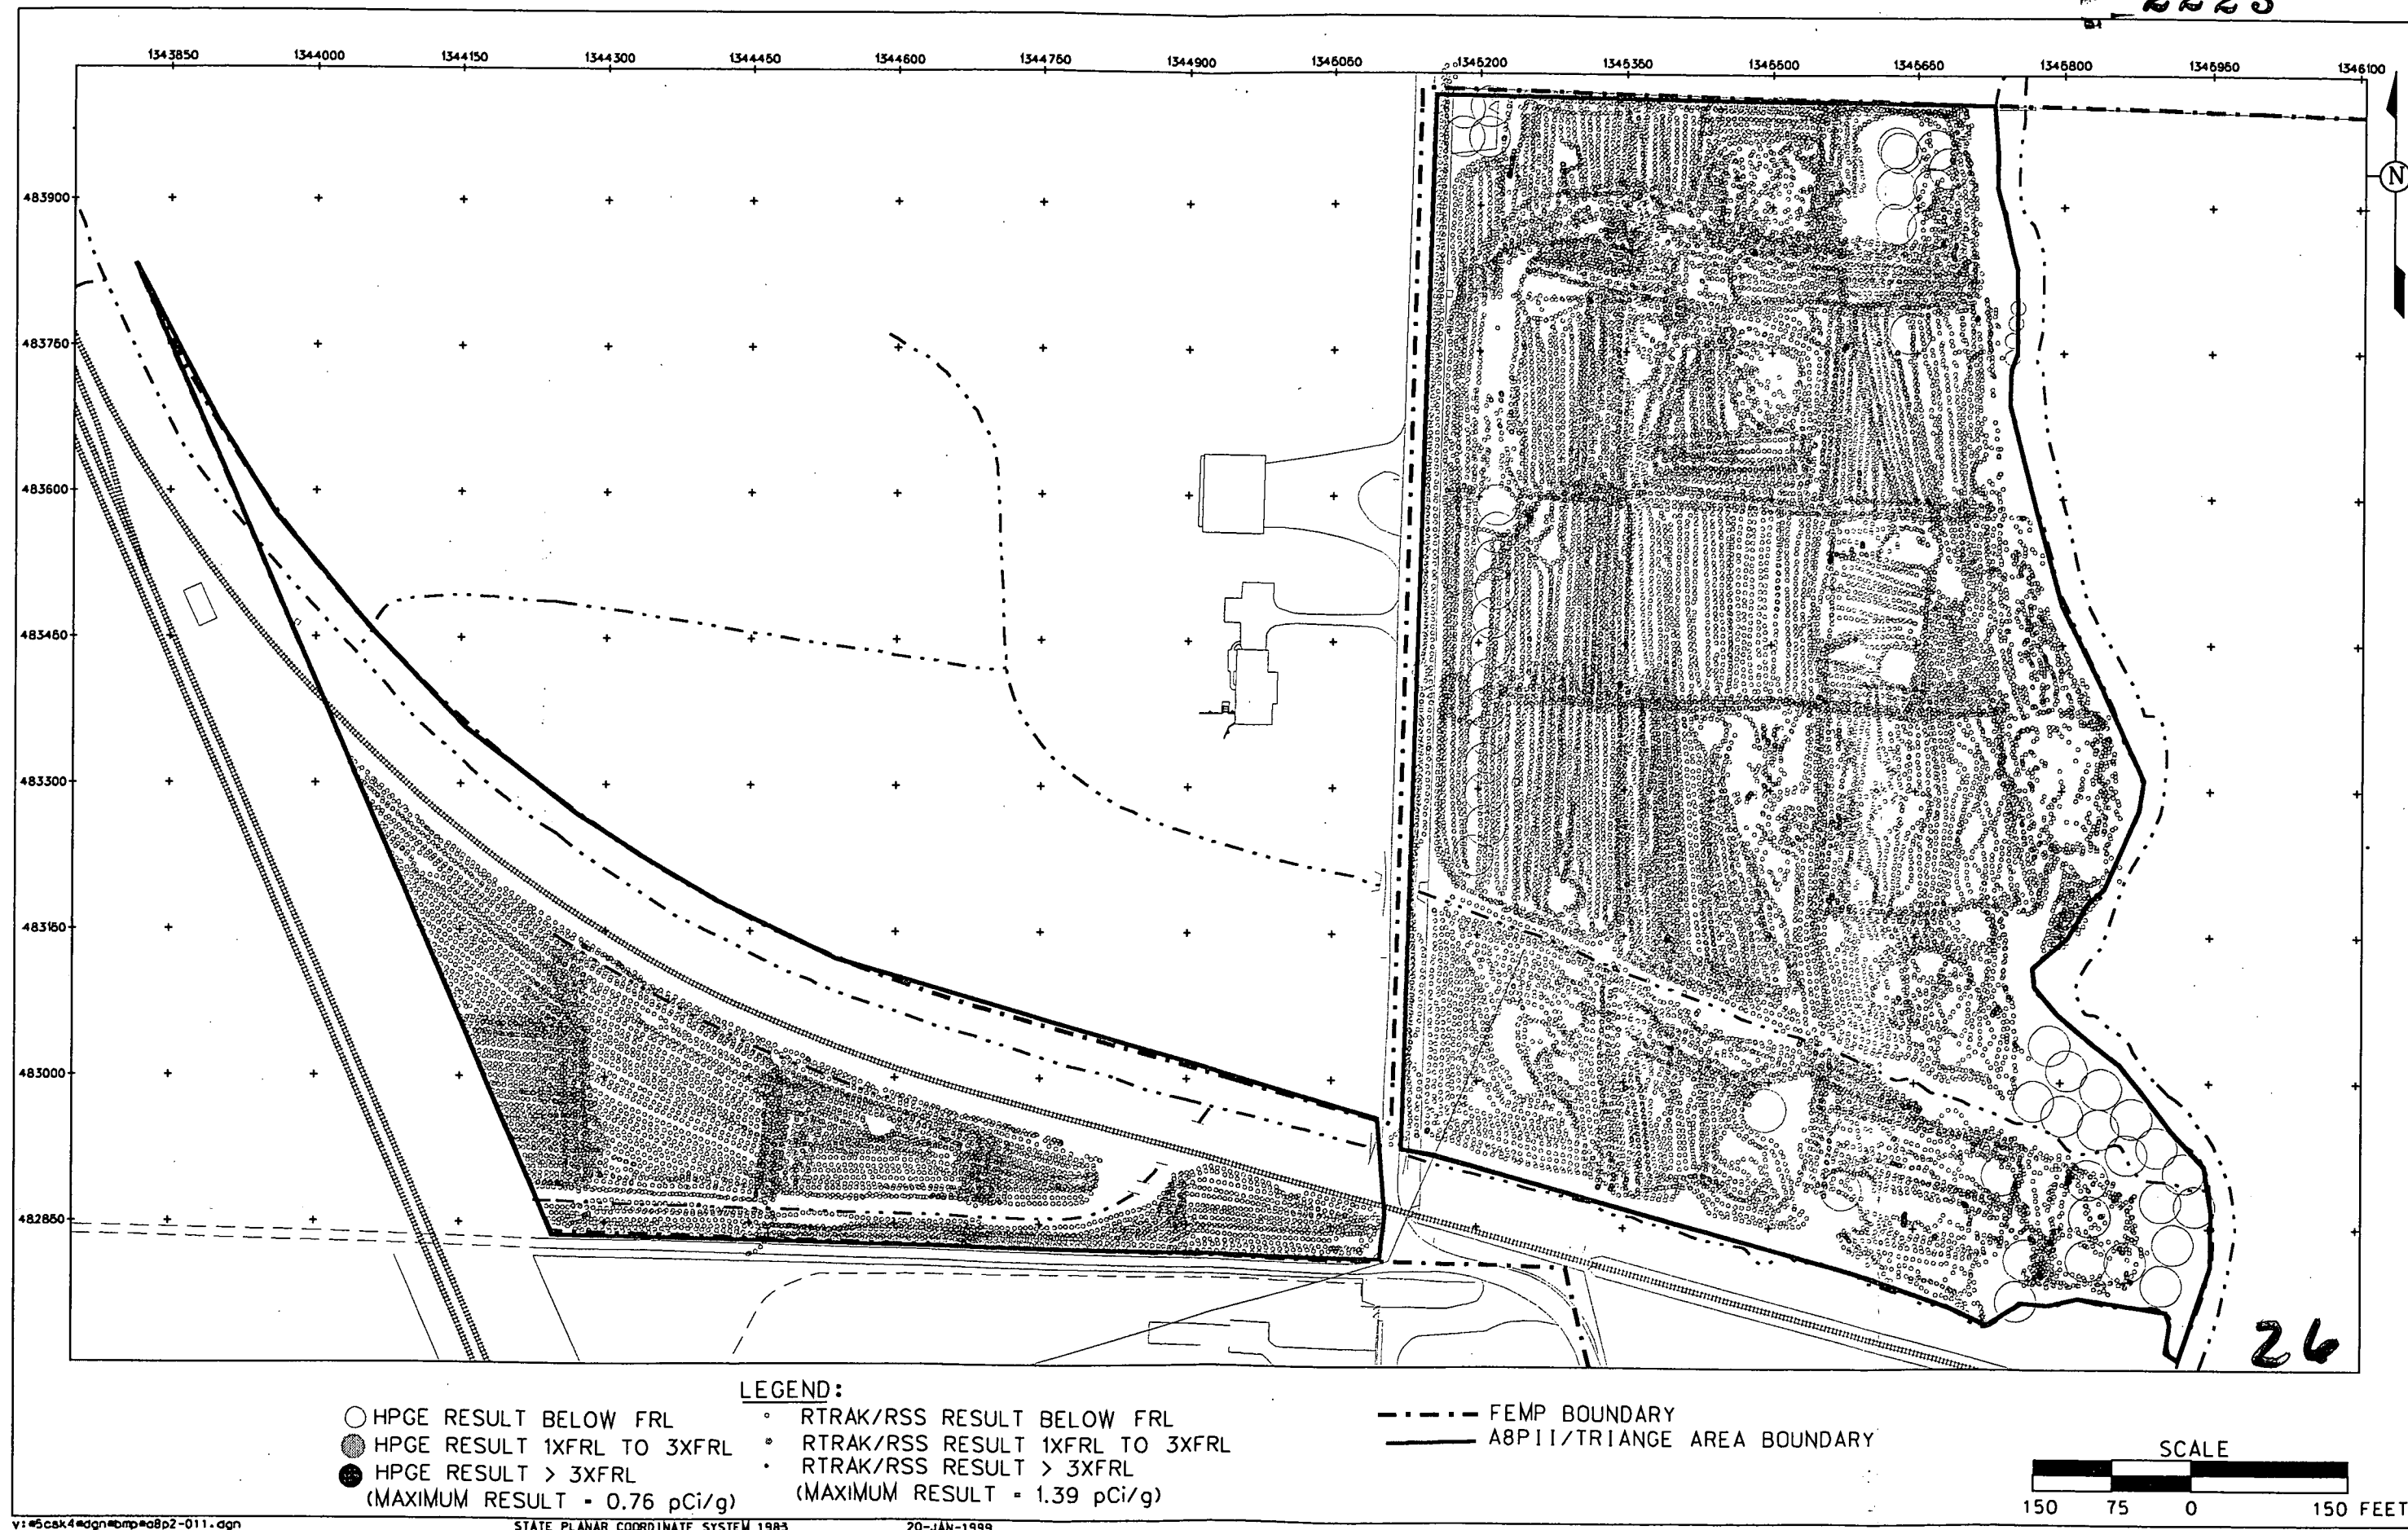 2223
1343850 1344000 1344150 1344300 1344450 1344600 1344750 1344900 1345050 1345200 1345350 1345500 1345650 1345800 1345950 1346100
N
483900
483750
483600
483450
483300
483150
483000
482850
26
LEGEND:
HPGE RESULT BELOW FRL
HPGE RESULT 1XFRL TO 3XFRL
HPGE RESULT > 3XFRL
(MAXIMUM RESULT = 0.76 pCi/g)
RTRAK/RSS RESULT BELOW FRL
RTRAK/RSS RESULT 1XFRL TO 3XFRL
RTRAK/RSS RESULT > 3XFRL
(MAXIMUM RESULT = 1.39 pCi/g)
FEMP BOUNDARY
A8PII/TRIANGE AREA BOUNDARY
SCALE
150 75 0 150 FEET
STATE PLANAR COORDINATE SYSTEM 1983
20-JAN-1999